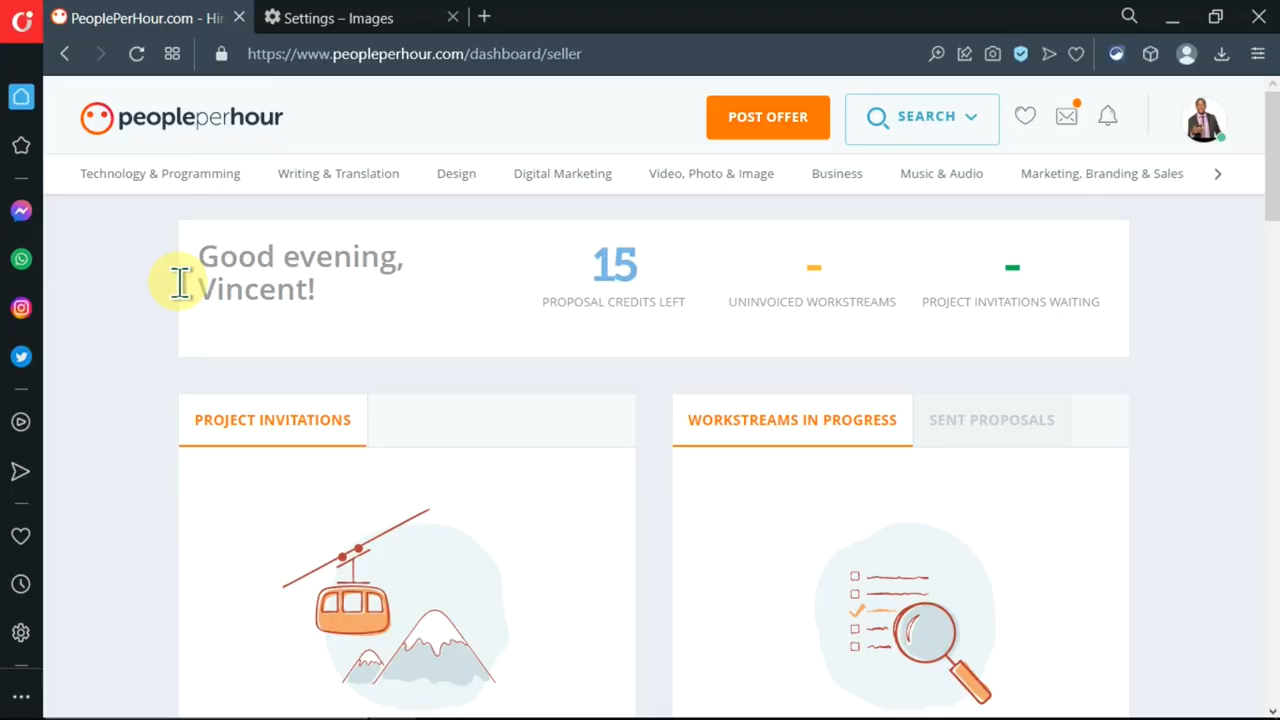 PeoplePerHour.com - Hir
Settings – Images
https://www.peopleperhour.com/dashboard/seller
peopleperhour
POST OFFER
SEARCH
Technology & Programming
Writing & Translation
Design
Digital Marketing
Video, Photo & Image
Business
Music & Audio
Marketing, Branding & Sales
Good evening,
Vincent!
15
PROPOSAL CREDITS LEFT
-
UNINVOICED WORKSTREAMS
-
PROJECT INVITATIONS WAITING
PROJECT INVITATIONS
WORKSTREAMS IN PROGRESS
SENT PROPOSALS